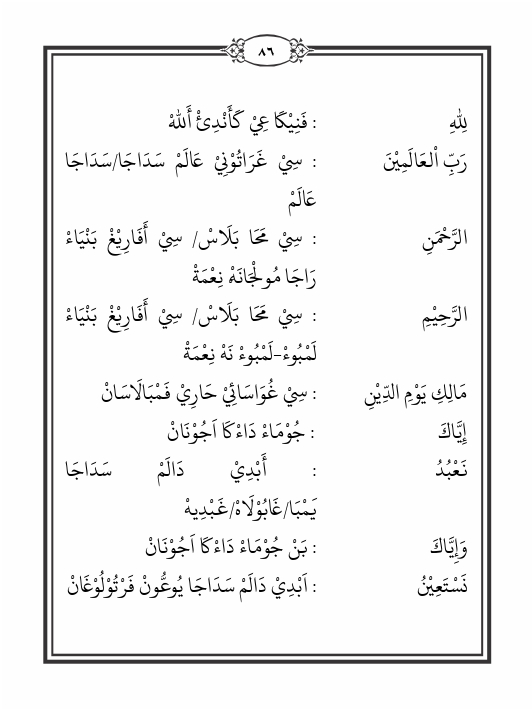 ٨٦
لِلّٰهِ : فَنِيْكَا عِيْ كَأَنْدِئْ أَللهْ
رَبِّ اْلعَالَمِيْنَ : سِيْ غَرَاتُوْنِيْ عَالَمْ سَدَاجَا/سَدَاجَا
عَالَمْ
الرَّحْمَنِ : سِيْ مَحَا بَلَاسْ/ سِيْ أَفَارِيْغْ بَنْيَاءْ
رَاجَا مُولْجَانَهْ نِعْمَةْ
الرَّحِيْمِ : سِيْ مَحَا بَلَاسْ/ سِيْ أَفَارِيْغْ بَنْيَاءْ
لَمْبُوءْ-لَمْبُوءْ نَهْ نِعْمَةْ
مَالِكِ يَوْمِ الدِّيْنِ : سِيْ غُوَاسَائِيْ حَارِيْ فَمْبَالَاسَانْ
إِيَّاكَ : جُوْمَاءْ دَاءْكَا اَجُوْنَانْ
نَعْبُدُ : أَبْدِيْ دَالَمْ سَدَاجَا
يَمْبَا/غَابُوْلَاهْ/غَبْدِيهْ
وَإِيَّاكَ : بَنْ جُوْمَاءْ دَاءْكَا اَجُوْنَانْ
نَسْتَعِيْنُ : اَبْدِيْ دَالَمْ سَدَاجَا يُوعُّونْ فَرْتُوْلُوْغَانْ